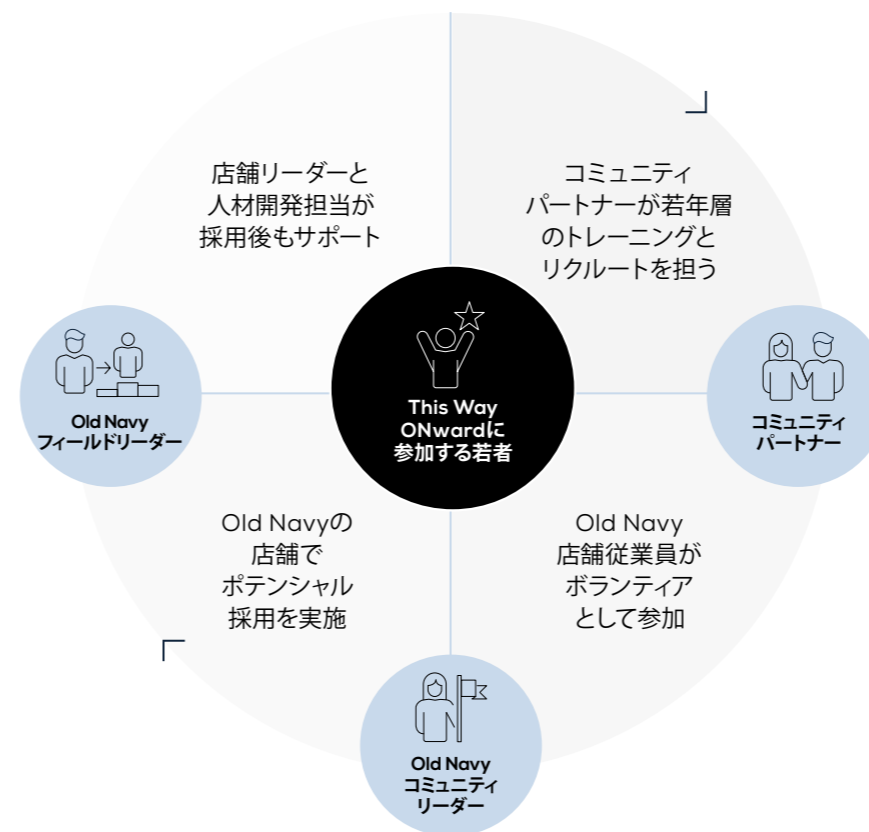 店舗リーダーと
人材開発担当が
採用後もサポート
コミュニティ
パートナーが若年層
のトレーニングと
リクルートを担う
This Way
ONwardに
参加する若者
Old Navy
フィールドリーダー
コミュニティ
パートナー
Old Navyの
店舗で
ポテンシャル
採用を実施
Old Navy
店舗従業員が
ボランティア
として参加
Old Navy
コミュニティ
リーダー